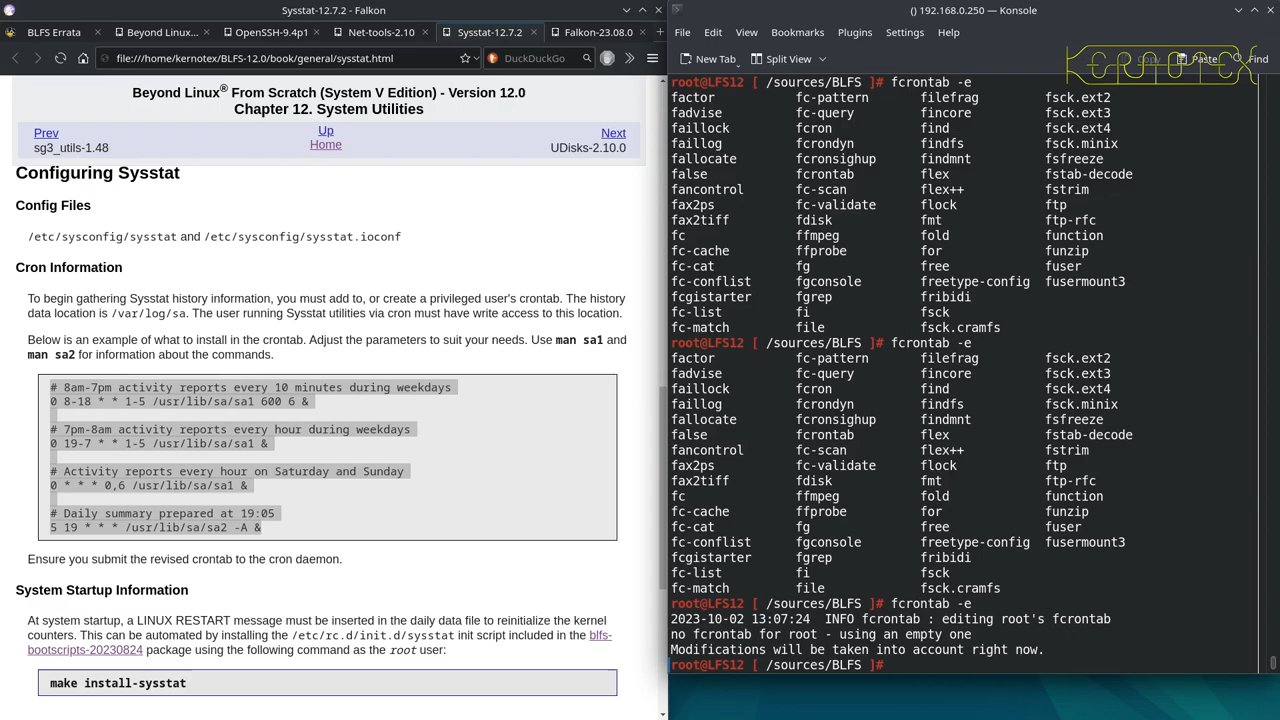 Sysstat-12.7.2 - Falkon
BLFS Errata
Beyond Linux...
OpenSSH-9.4p1
Net-tools-2.10
Sysstat-12.7.2
Falkon-23.08.0
file:///home/kernotex/BLFS-12.0/book/general/sysstat.html
DuckDuckGo
Beyond Linux® From Scratch (System V Edition) - Version 12.0
Chapter 12. System Utilities
Prev
Up
Next
sg3_utils-1.48
Home
UDisks-2.10.0
Configuring Sysstat
Config Files
/etc/sysconfig/sysstat and /etc/sysconfig/sysstat.ioconf
Cron Information
To begin gathering Sysstat history information, you must add to, or create a privileged user's crontab. The history
data location is /var/log/sa. The user running Sysstat utilities via cron must have write access to this location.
Below is an example of what to install in the crontab. Adjust the parameters to suit your needs. Use man sa1 and
man sa2 for information about the commands.
# 8am-7pm activity reports every 10 minutes during weekdays
0 8-18 * * 1-5 /usr/lib/sa/sa1 600 6 &
# 7pm-8am activity reports every hour during weekdays
0 19-7 * * 1-5 /usr/lib/sa/sa1 &
# Activity reports every hour on Saturday and Sunday
0 * * * 0,6 /usr/lib/sa/sa1 &
# Daily summary prepared at 19:05
5 19 * * * /usr/lib/sa/sa2 -A &
Ensure you submit the revised crontab to the cron daemon.
System Startup Information
At system startup, a LINUX RESTART message must be inserted in the daily data file to reinitialize the kernel
counters. This can be automated by installing the /etc/rc.d/init.d/sysstat init script included in the blfs-
bootscripts-20230824 package using the following command as the root user:
make install-sysstat
() 192.168.0.250 — Konsole
File Edit View Bookmarks Plugins Settings Help
New Tab Split View Copy Paste Find
KERNOTEX
root@LFS12 [ /sources/BLFS ]# fcrontab -e
factor fc-pattern filefrag fsck.ext2
fadvise fc-query fincore fsck.ext3
faillock fcron find fsck.ext4
faillog fcrondyn findfs fsck.minix
fallocate fcronsighup findmnt fsfreeze
false fcrontab flex fstab-decode
fancontrol fc-scan flex++ fstrim
fax2ps fc-validate flock ftp
fax2tiff fdisk fmt ftp-rfc
fc ffmpeg fold function
fc-cache ffprobe for funzip
fc-cat fg free fuser
fc-conflist fgconsole freetype-config fusermount3
fcgistarter fgrep fribidi
fc-list fi fsck
fc-match file fsck.cramfs
root@LFS12 [ /sources/BLFS ]# fcrontab -e
factor fc-pattern filefrag fsck.ext2
fadvise fc-query fincore fsck.ext3
faillock fcron find fsck.ext4
faillog fcrondyn findfs fsck.minix
fallocate fcronsighup findmnt fsfreeze
false fcrontab flex fstab-decode
fancontrol fc-scan flex++ fstrim
fax2ps fc-validate flock ftp
fax2tiff fdisk fmt ftp-rfc
fc ffmpeg fold function
fc-cache ffprobe for funzip
fc-cat fg free fuser
fc-conflist fgconsole freetype-config fusermount3
fcgistarter fgrep fribidi
fc-list fi fsck
fc-match file fsck.cramfs
root@LFS12 [ /sources/BLFS ]# fcrontab -e
2023-10-02 13:07:24  INFO fcrontab : editing root's fcrontab
no fcrontab for root - using an empty one
Modifications will be taken into account right now.
root@LFS12 [ /sources/BLFS ]#